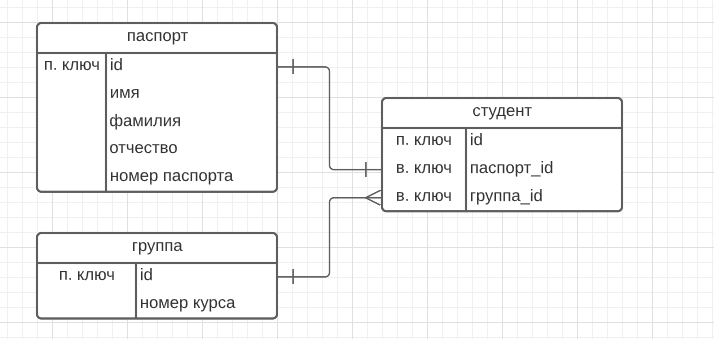 паспорт
п. ключ id
имя
фамилия
отчество
номер паспорта
студент
п. ключ id
в. ключ паспорт_id
в. ключ группа_id
группа
п. ключ id
номер курса